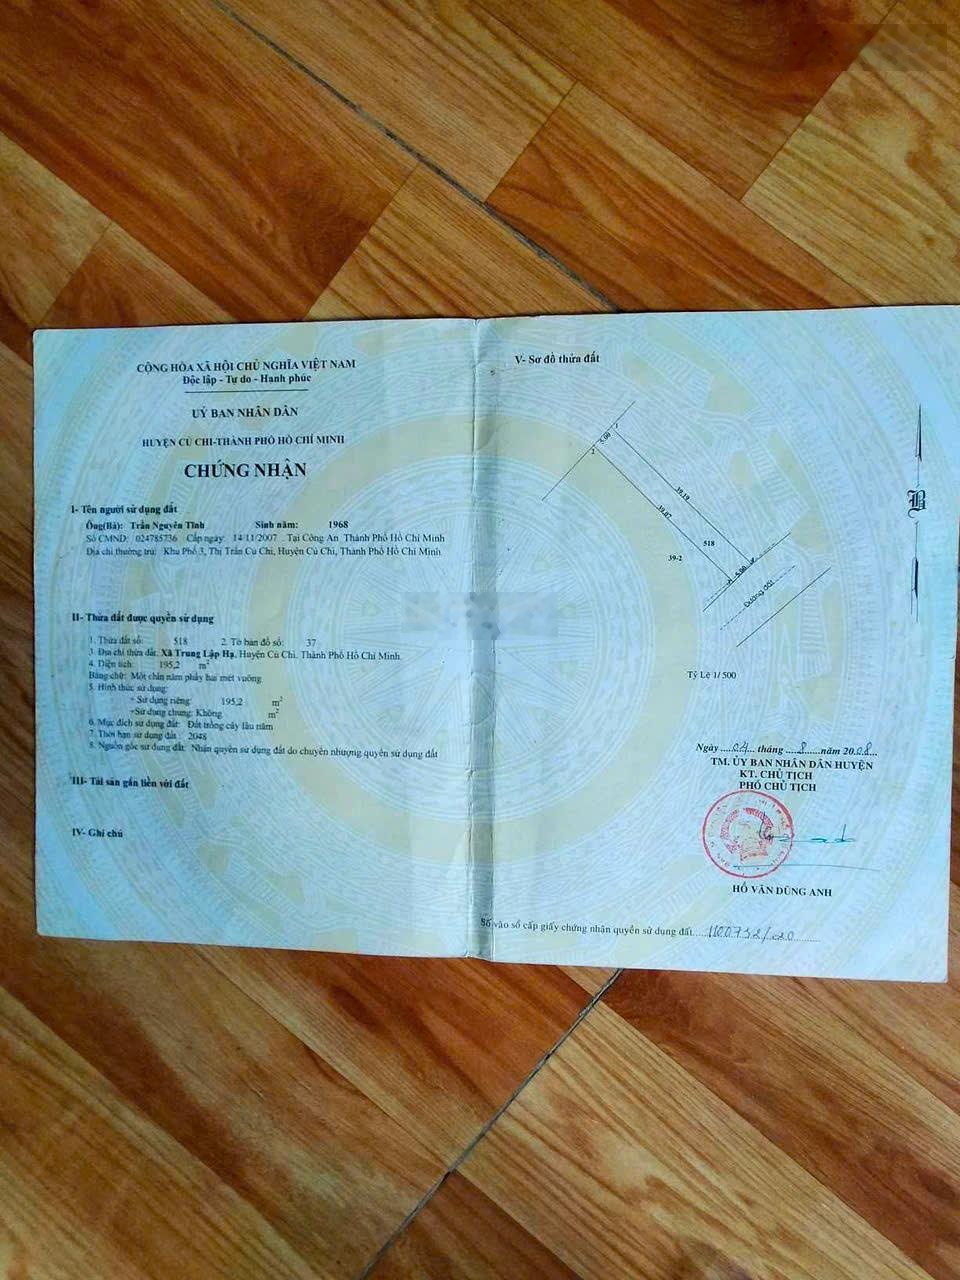 CỘNG HÒA XÃ HỘI CHỦ NGHĨA VIỆT NAM
Độc lập - Tự do - Hạnh phúc
UỶ BAN NHÂN DÂN
HUYỆN CỦ CHI-THÀNH PHỐ HỒ CHÍ MINH
CHỨNG NHẬN
I- Tên người sử dụng đất
Ông(Bà): Trần Nguyên Tĩnh Sinh năm: 1968
Số CMND: 024785736 Cấp ngày: 14/11/2007 . Tại Công An Thành Phố Hồ Chí Minh
Địa chỉ thường trú: Khu Phố 3, Thị Trấn Củ Chi, Huyện Củ Chi, Thành Phố Hồ Chí Minh
II- Thửa đất được quyền sử dụng
1. Thửa đất số: 518 2. Tờ bản đồ số: 37
3. Địa chỉ thửa đất: Xã Trung Lập Hạ, Huyện Củ Chi, Thành Phố Hồ Chí Minh.
4. Diện tích: 195,2 m2
Bằng chữ: Một chín năm phẩy hai mét vuông
5. Hình thức sử dụng:
+ Sử dụng riêng: 195,2 m2
+Sử dụng chung: Không m2
6. Mục đích sử dụng đất: Đất trồng cây lâu năm
7. Thời hạn sử dụng đất: 2048
8. Nguồn gốc sử dụng đất: Nhận quyền sử dụng đất do chuyển nhượng quyền sử dụng đất
III- Tài sản gắn liền với đất
IV- Ghi chú
V- Sơ đồ thửa đất
1
5.00
2
39.19
39.07
518
39-2
5.00
Đường đất
B
Tỷ Lệ 1/ 500
Ngày ....04... tháng ...8.....năm 2008...
TM. ỦY BAN NHÂN DÂN HUYỆN
KT. CHỦ TỊCH
PHÓ CHỦ TỊCH
HỒ VĂN DŨNG ANH
Số vào sổ cấp giấy chứng nhận quyền sử dụng đất